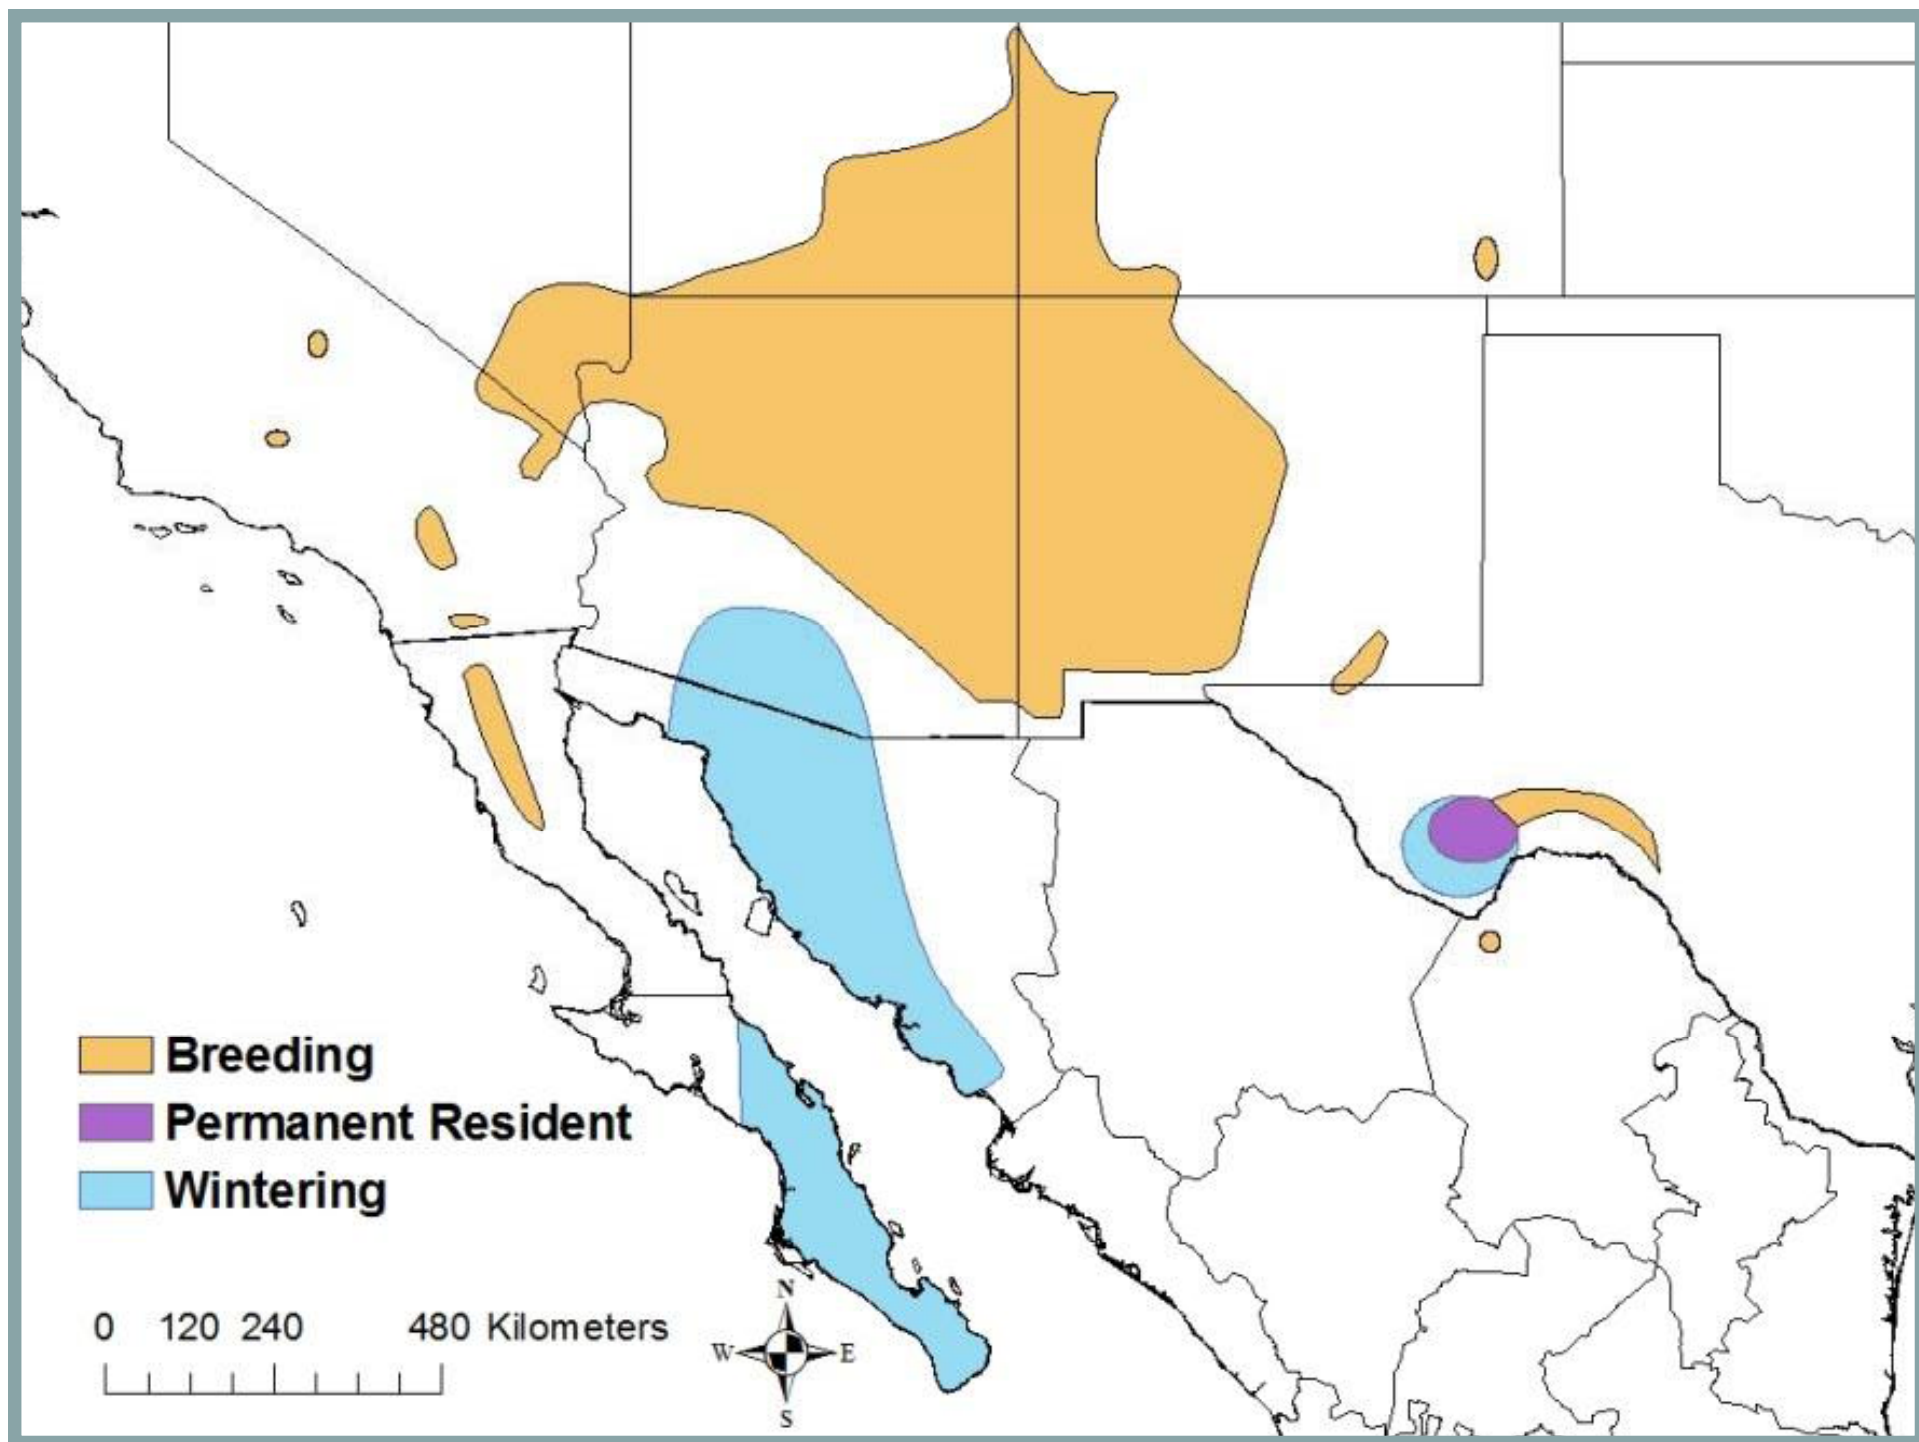 Breeding
Permanent Resident
Wintering
0 120 240 480 Kilometers
N
W E
S